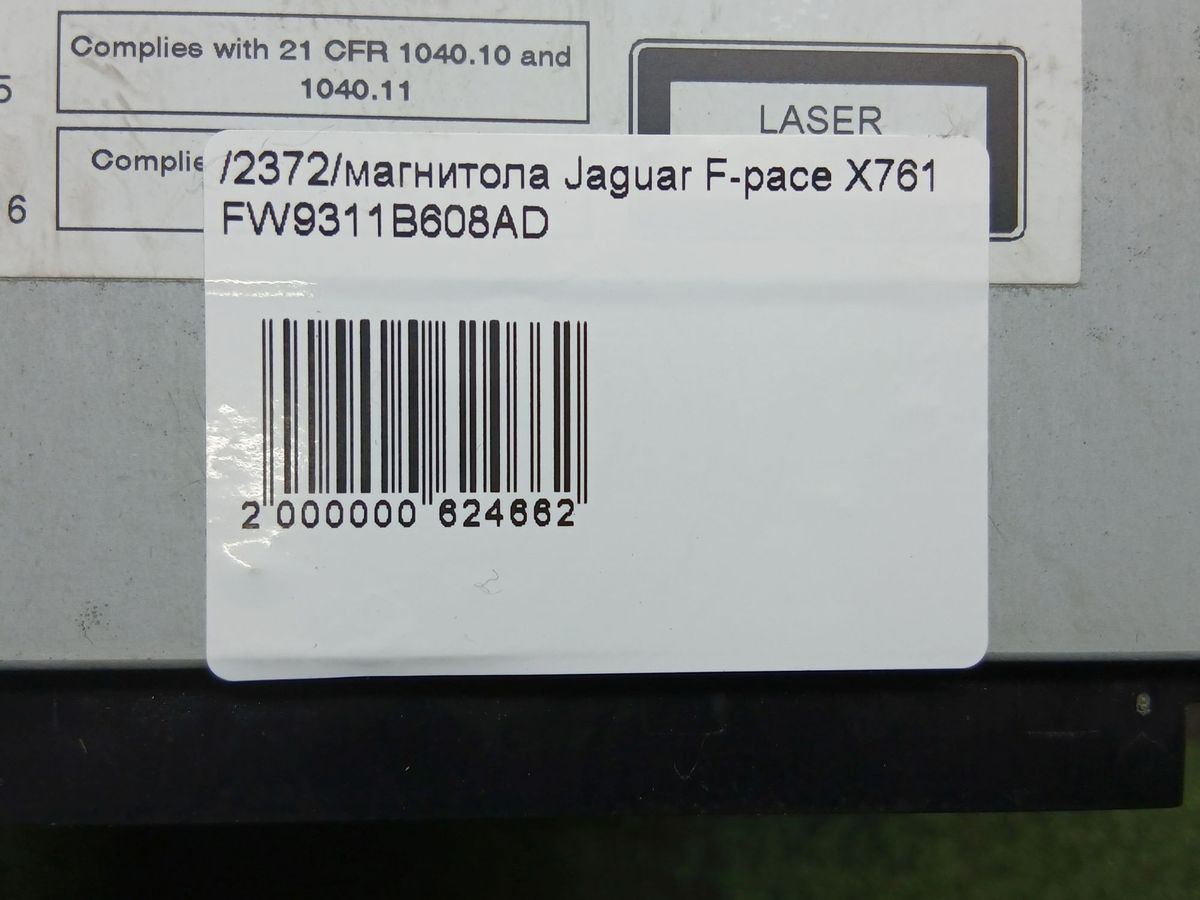 Complies with 21 CFR 1040.10 and
1040.11
LASER
5
6
/2372/магнитола Jaguar F-pace X761
FW9311B608AD
2 000000 624662